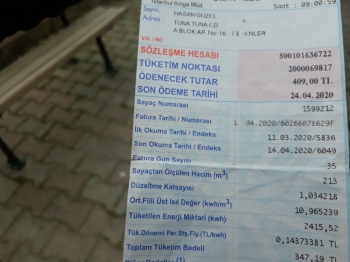 İstanbul Bölge Müd. Saat : 09:00:59
Sayın, HASAN GÜZEL
Adres : TUNA TUNA CD
A BLOK AP. No:16
V.D. / NO
SÖZLEŞME HESABI 500101636722
TÜKETİM NOKTASI 2000069817
ÖDENECEK TUTAR 409,00 TL
SON ÖDEME TARİHİ 24.04.2020
Sayaç Numarası 1599212
Fatura Tarihi / Numarası 04.2020/60266078629F
İlk Okuma Tarihi / Endeks 11.03.2020/5836
Son Okuma Tarihi / Endeks 14.04.2020/6049
Fatura Gün Sayısı 35
Sayaçtan Ölçülen Hacim (m³) 213
Düzeltme Katsayısı 1,034218
Ort.Fiili Üst Isıl Değer (kwh/m³) 10,965239
Tüketilen Enerji Miktarı (kwh) 2415,52
Tük.Dönemi Per.Stş.Fiy.(TL/kwh) 0,14373381 TL
Toplam Tüketim Bedeli 347,19 TL